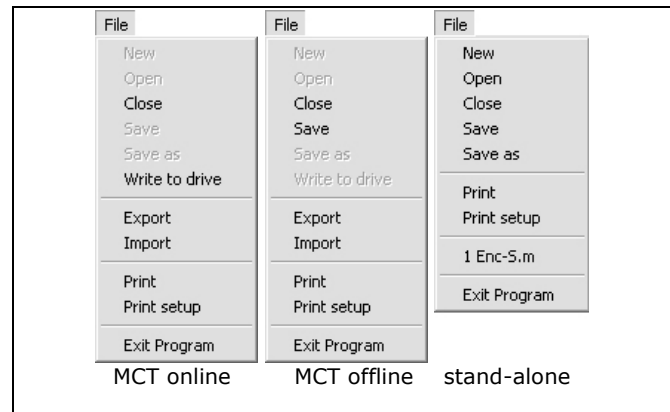 File
New
Open
Close
Save
Save as
Write to drive
Export
Import
Print
Print setup
Exit Program
MCT online
File
New
Open
Close
Save
Save as
Write to drive
Export
Import
Print
Print setup
Exit Program
MCT offline
File
New
Open
Close
Save
Save as
Print
Print setup
1 Enc-S.m
Exit Program
stand-alone